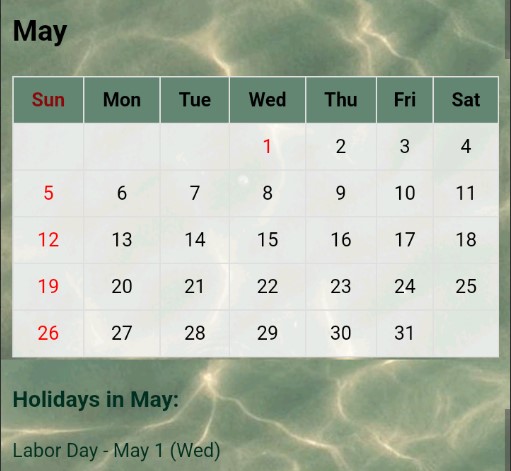 May
Sun Mon Tue Wed Thu Fri Sat
1 2 3 4
5 6 7 8 9 10 11
12 13 14 15 16 17 18
19 20 21 22 23 24 25
26 27 28 29 30 31
Holidays in May:
Labor Day - May 1 (Wed)